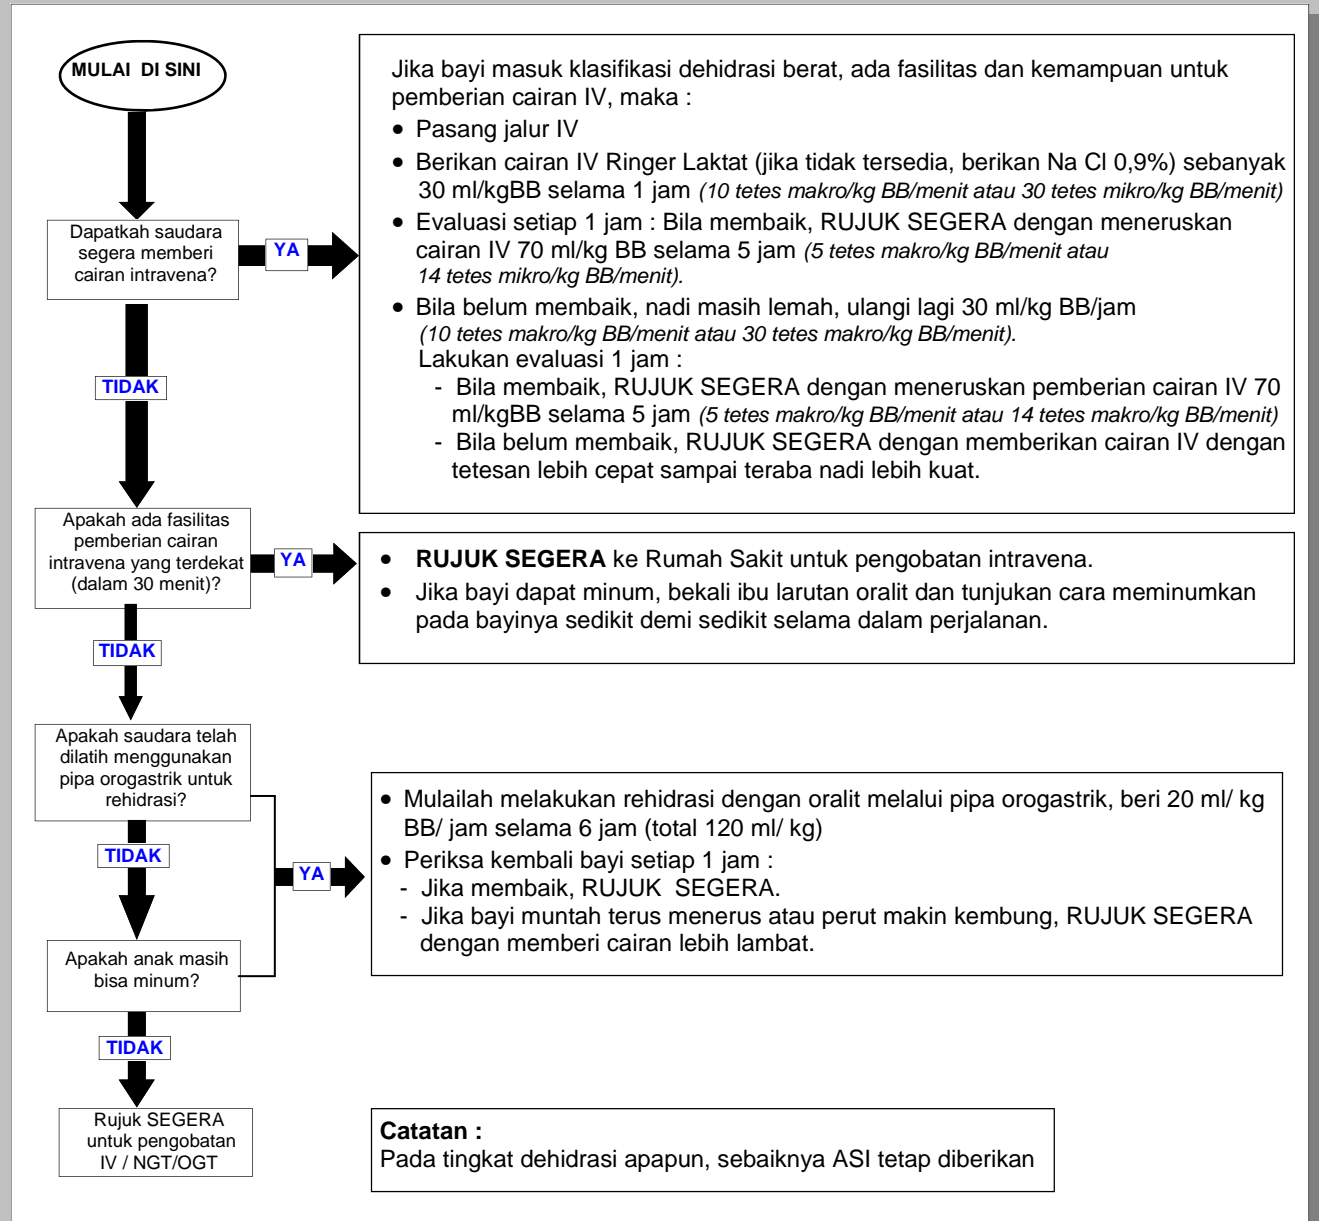 MULAI DI SINI
Dapatkah saudara
segera memberi
cairan intravena?
YA
Jika bayi masuk klasifikasi dehidrasi berat, ada fasilitas dan kemampuan untuk
pemberian cairan IV, maka :
• Pasang jalur IV
• Berikan cairan IV Ringer Laktat (jika tidak tersedia, berikan Na Cl 0,9%) sebanyak
30 ml/kgBB selama 1 jam (10 tetes makro/kg BB/menit atau 30 tetes mikro/kg BB/menit)
• Evaluasi setiap 1 jam : Bila membaik, RUJUK SEGERA dengan meneruskan
cairan IV 70 ml/kg BB selama 5 jam (5 tetes makro/kg BB/menit atau
14 tetes mikro/kg BB/menit).
• Bila belum membaik, nadi masih lemah, ulangi lagi 30 ml/kg BB/jam
(10 tetes makro/kg BB/menit atau 30 tetes makro/kg BB/menit).
Lakukan evaluasi 1 jam :
- Bila membaik, RUJUK SEGERA dengan meneruskan pemberian cairan IV 70
ml/kgBB selama 5 jam (5 tetes makro/kg BB/menit atau 14 tetes makro/kg BB/menit)
- Bila belum membaik, RUJUK SEGERA dengan memberikan cairan IV dengan
tetesan lebih cepat sampai teraba nadi lebih kuat.
TIDAK
Apakah ada fasilitas
pemberian cairan
intravena yang terdekat
(dalam 30 menit)?
YA
• RUJUK SEGERA ke Rumah Sakit untuk pengobatan intravena.
• Jika bayi dapat minum, bekali ibu larutan oralit dan tunjukan cara meminumkan
pada bayinya sedikit demi sedikit selama dalam perjalanan.
TIDAK
Apakah saudara telah
dilatih menggunakan
pipa orogastrik untuk
rehidrasi?
TIDAK
YA
• Mulailah melakukan rehidrasi dengan oralit melalui pipa orogastrik, beri 20 ml/ kg
BB/ jam selama 6 jam (total 120 ml/ kg)
• Periksa kembali bayi setiap 1 jam :
- Jika membaik, RUJUK SEGERA.
- Jika bayi muntah terus menerus atau perut makin kembung, RUJUK SEGERA
dengan memberi cairan lebih lambat.
Apakah anak masih
bisa minum?
TIDAK
Rujuk SEGERA
untuk pengobatan
IV / NGT/OGT
Catatan :
Pada tingkat dehidrasi apapun, sebaiknya ASI tetap diberikan